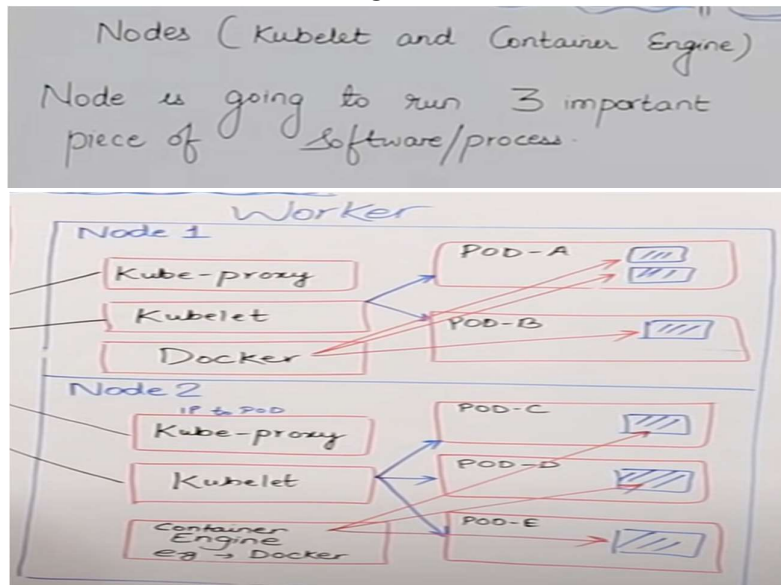 Nodes (Kubelet and Container Engine)
Node is going to run 3 important
piece of software/process.
Worker
Node 1
Kube-proxy
Kubelet
Docker
POD-A
POD-B
Node 2
IP to POD
Kube-proxy
Kubelet
Container
Engine
eg → Docker
POD-C
POD-D
POD-E